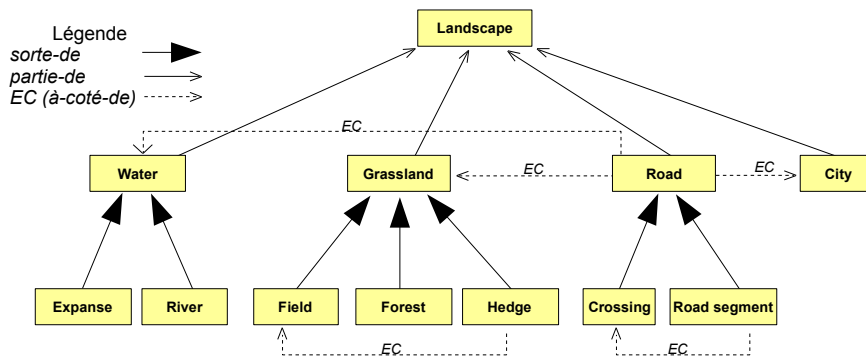 Légende
Landscape
sorte-de
partie-de
EC (à-coté-de)
EC
Water
Grassland
EC
Road
EC
City
Expanse
River
Field
Forest
Hedge
Crossing
Road segment
EC
EC